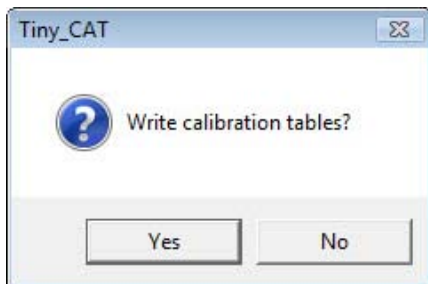 Tiny_CAT
Write calibration tables?
Yes
No